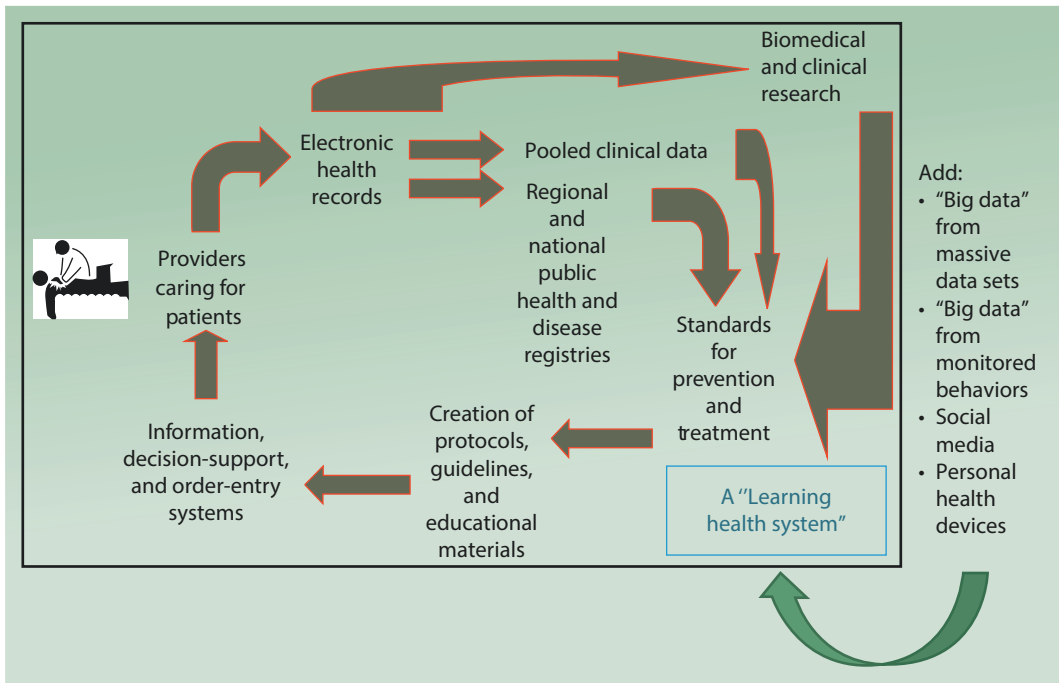 Biomedical
and clinical
research
Electronic
health
records
Pooled clinical data
Regional
and
national
public
health and
disease
registries
Providers
caring for
patients
Standards
for
prevention
and
treatment
Creation of
protocols,
guidelines,
and
educational
materials
Information,
decision-support,
and order-entry
systems
A ‘‘Learning
health system”
Add:
• “Big data”
from
massive
data sets
• “Big data”
from
monitored
behaviors
• Social
media
• Personal
health
devices